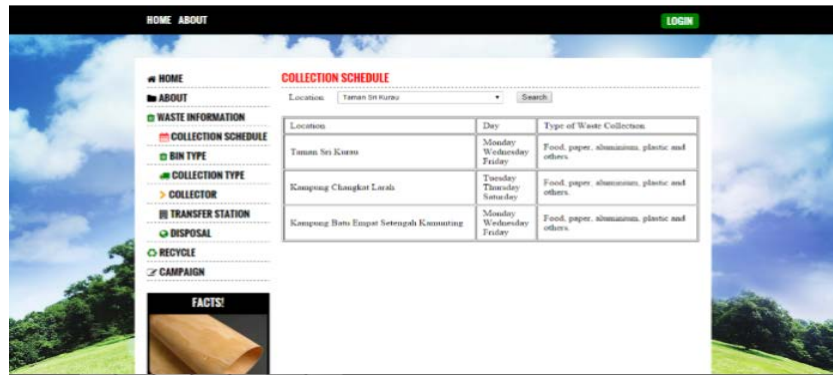 HOME ABOUT
LOGIN
HOME
ABOUT
WASTE INFORMATION
COLLECTION SCHEDULE
BIN TYPE
COLLECTION TYPE
COLLECTOR
TRANSFER STATION
DISPOSAL
RECYCLE
CAMPAIGN
FACTS!
COLLECTION SCHEDULE
Location Taman Sri Kurau Search
Location Day Type of Waste Collection
Taman Sri Kurau Monday
Wednesday
Friday Food, paper, aluminium, plastic and
others.
Kampung Changkat Larah Tuesday
Thursday
Saturday Food, paper, aluminium, plastic and
others.
Kampung Batu Empat Setengah Kamunting Monday
Wednesday
Friday Food, paper, aluminium, plastic and
others.